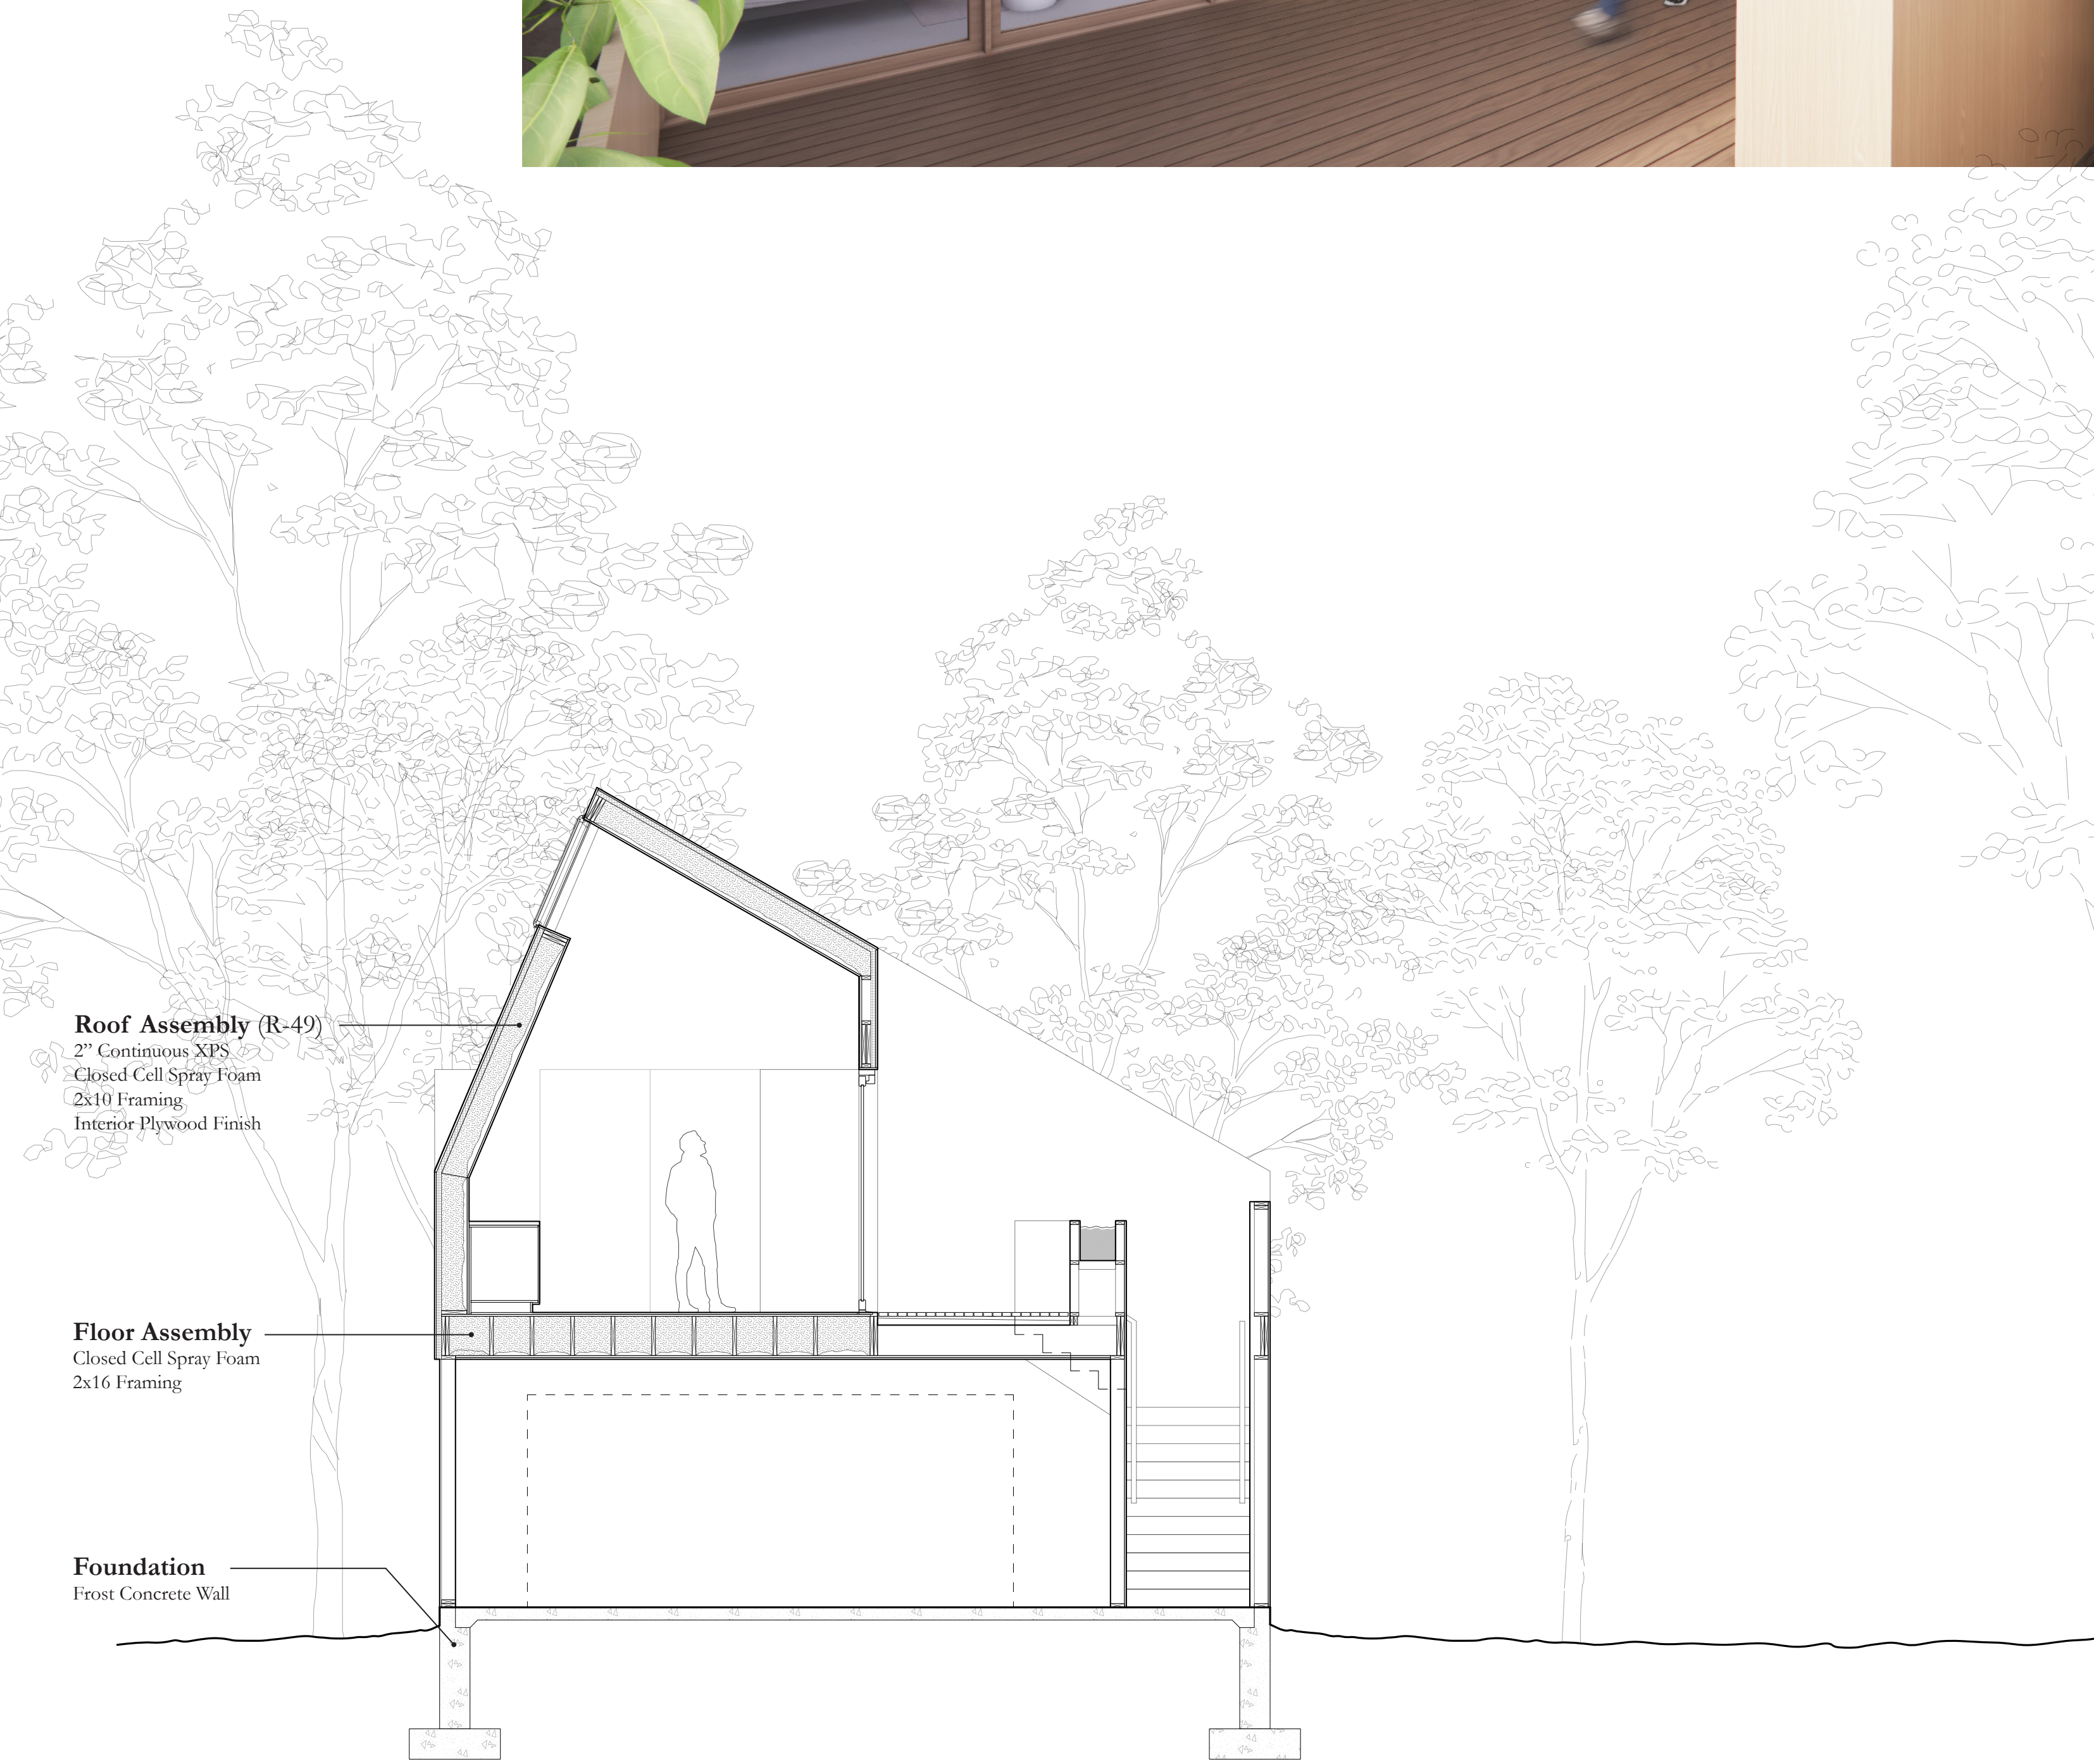 Roof Assembly (R-49)
2’’ Continuous XPS
Closed Cell Spray Foam
2x10 Framing
Interior Plywood Finish
Floor Assembly
Closed Cell Spray Foam
2x16 Framing
Foundation
Frost Concrete Wall